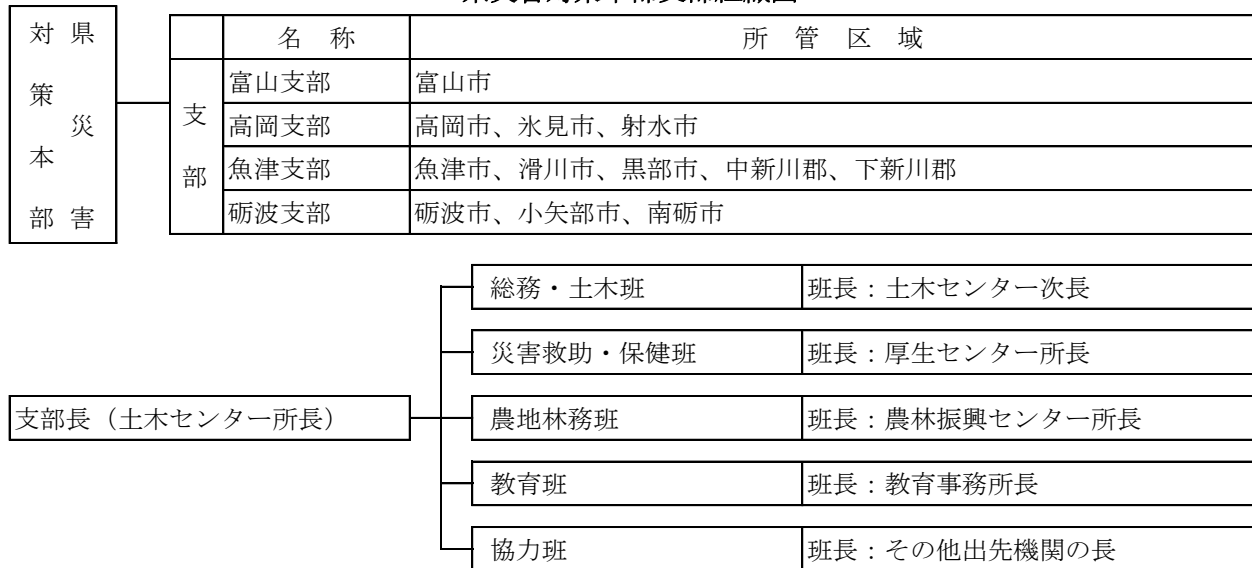 県災害対策本部
名 称
所 管 区 域
支部
富山支部
富山市
高岡支部
高岡市、氷見市、射水市
魚津支部
魚津市、滑川市、黒部市、中新川郡、下新川郡
砺波支部
砺波市、小矢部市、南砺市
支部長（土木センター所長）
総務・土木班
班長：土木センター次長
災害救助・保健班
班長：厚生センター所長
農地林務班
班長：農林振興センター所長
教育班
班長：教育事務所長
協力班
班長：その他出先機関の長